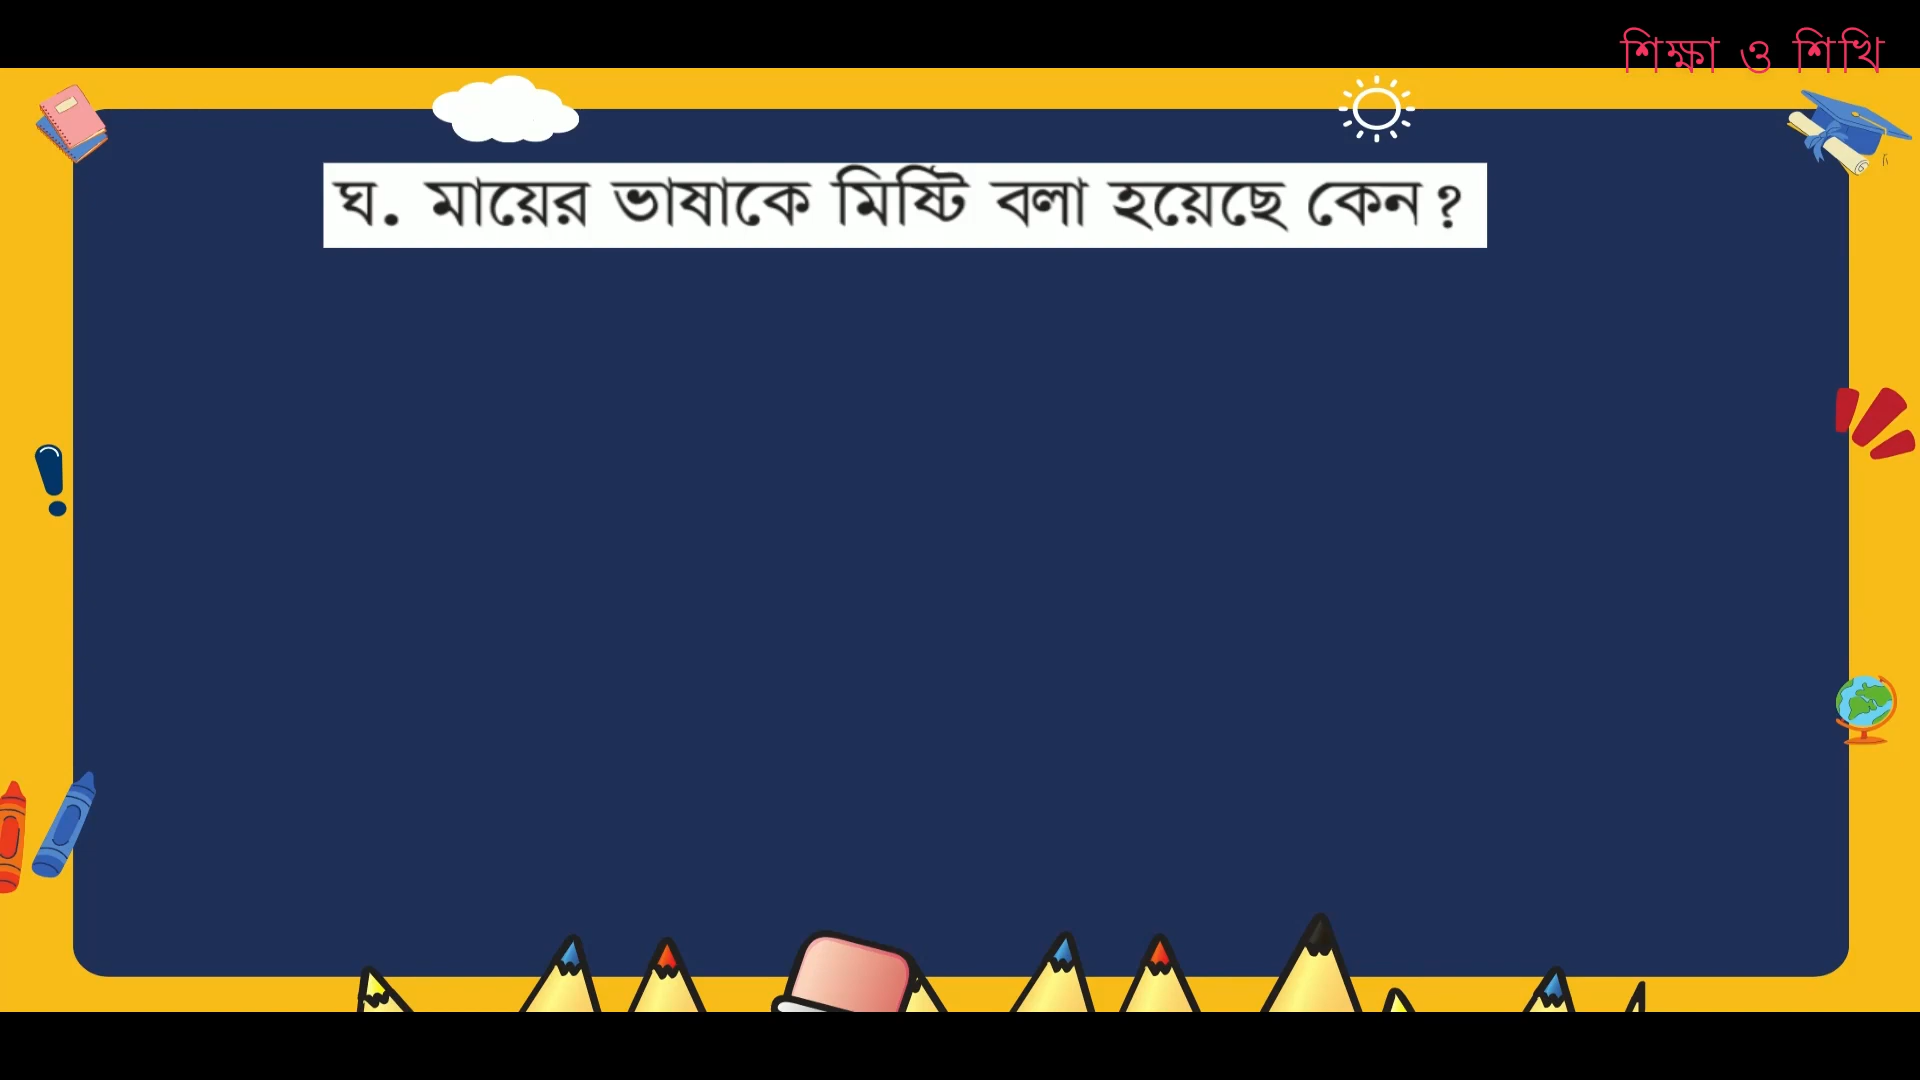 শিক্ষা ও শিখি
ঘ. মায়ের ভাষাকে মিষ্টি বলা হয়েছে কেন?